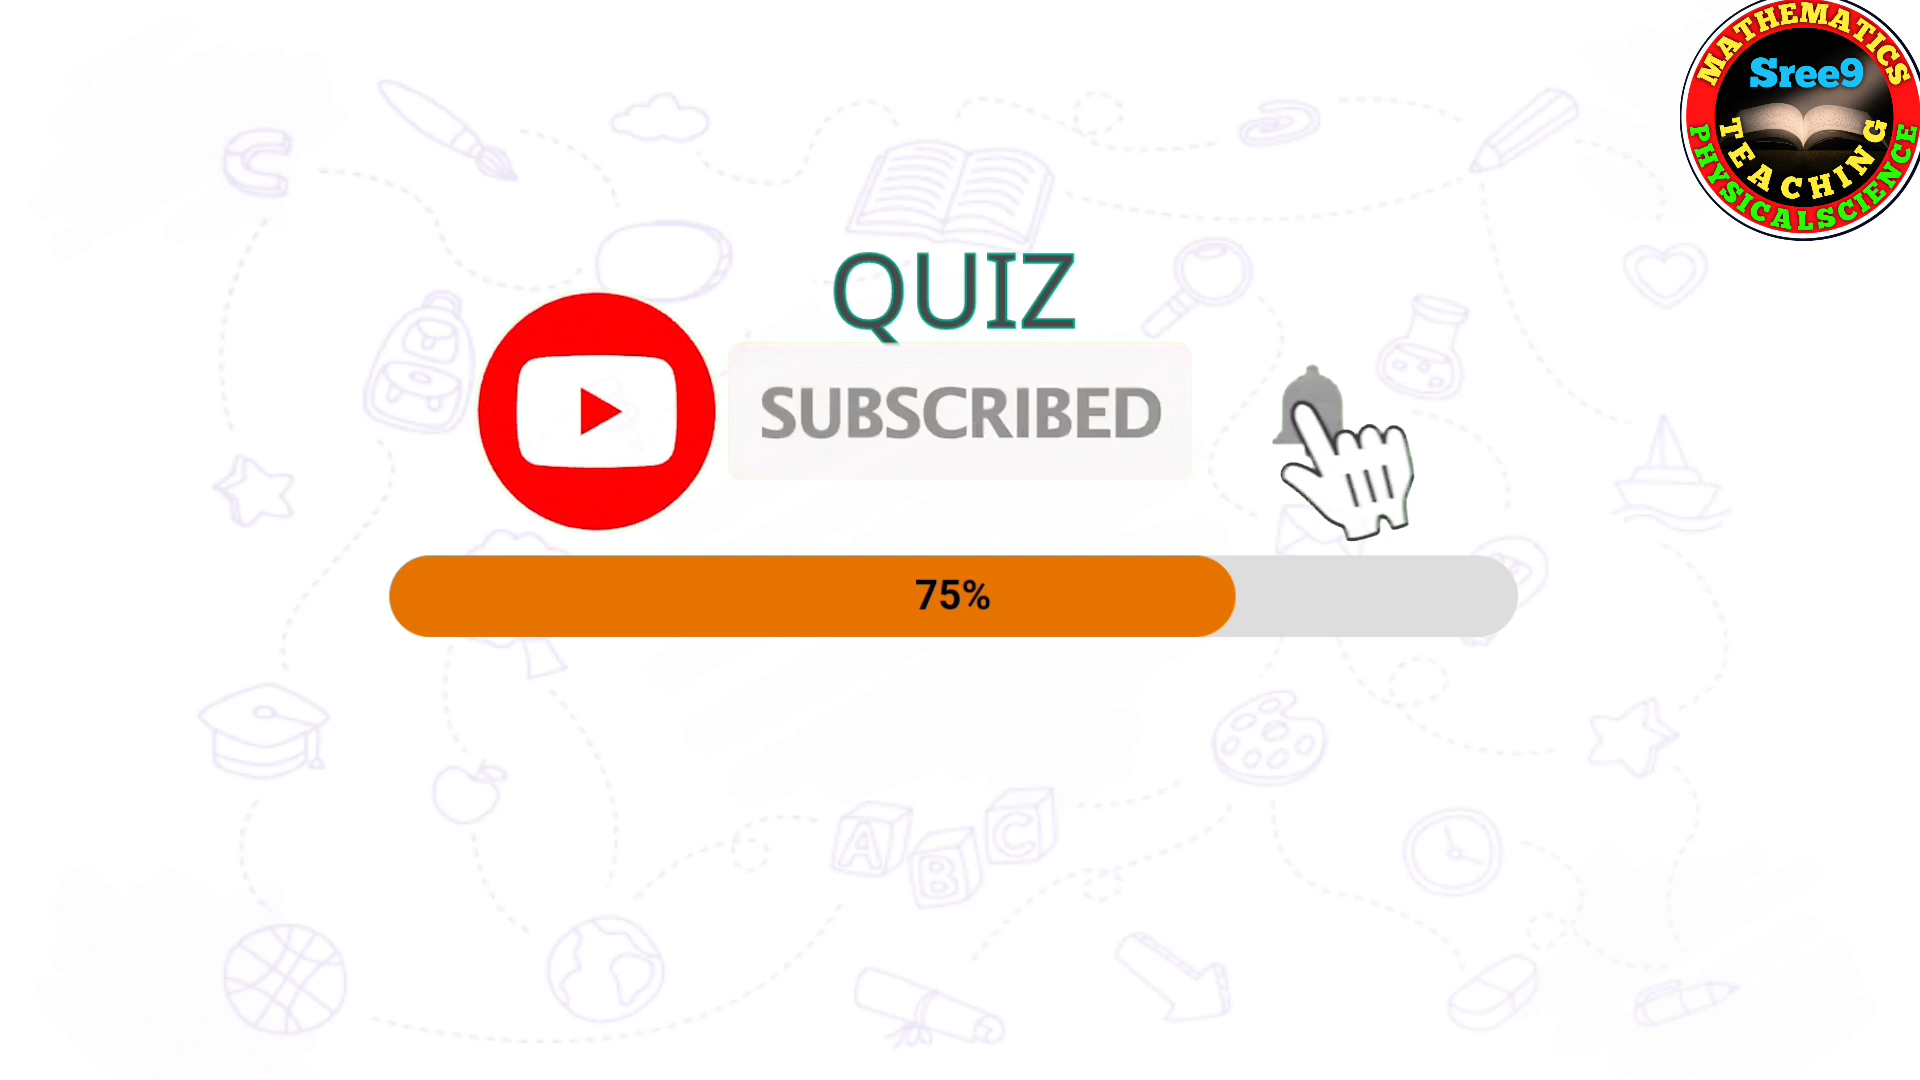 MATHEMATICS
Sree9
TEACHING
PHYSICALSCIENCE
QUIZ
SUBSCRIBED
75%
A B C